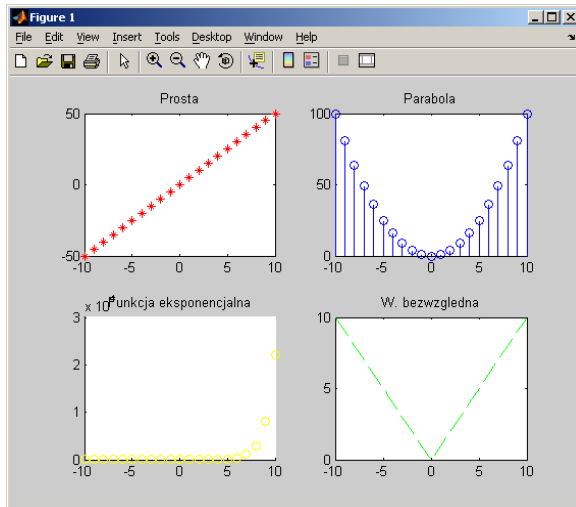 Figure 1
File Edit View Insert Tools Desktop Window Help
Prosta
50
0
-50
-10 -5 0 5 10
Parabola
100
50
0
-10 -5 0 5 10
x 10
unkcja eksponencjalna
3
2
1
0
-10 -5 0 5 10
W. bezwzgledna
10
5
0
-10 -5 0 5 10